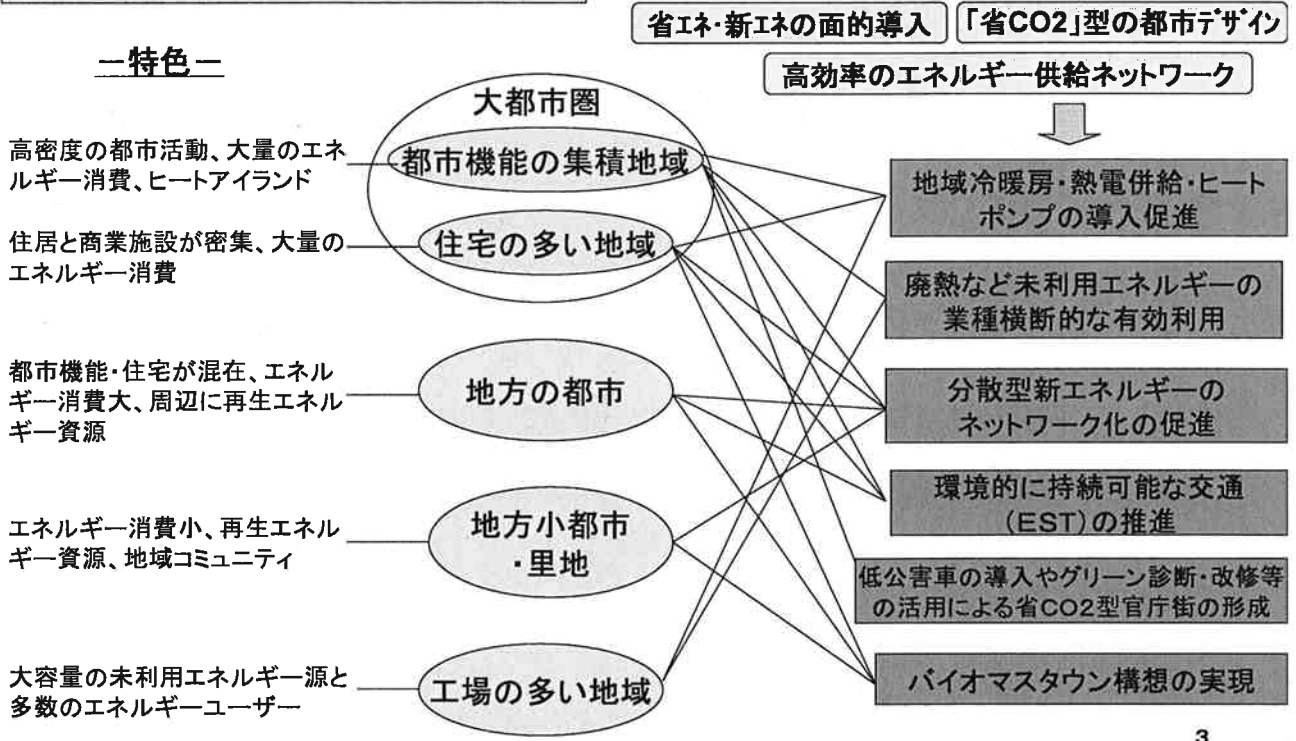 省エネ・新エネの面的導入
「省CO2」型の都市デザイン
高効率のエネルギー供給ネットワーク
－特色－
大都市圏
高密度の都市活動、大量のエネ
ルギー消費、ヒートアイランド
都市機能の集積地域
住居と商業施設が密集、大量の
エネルギー消費
住宅の多い地域
都市機能・住宅が混在、エネル
ギー消費大、周辺に再生エネル
ギー資源
地方の都市
エネルギー消費小、再生エネル
ギー資源、地域コミュニティ
地方小都市
・里地
大容量の未利用エネルギー源と
多数のエネルギーユーザー
工場の多い地域
地域冷暖房・熱電併給・ヒート
ポンプの導入促進
廃熱など未利用エネルギーの
業種横断的な有効利用
分散型新エネルギーの
ネットワーク化の促進
環境的に持続可能な交通
（EST）の推進
低公害車の導入やグリーン診断・改修等
の活用による省CO2型官庁街の形成
バイオマスタウン構想の実現
3